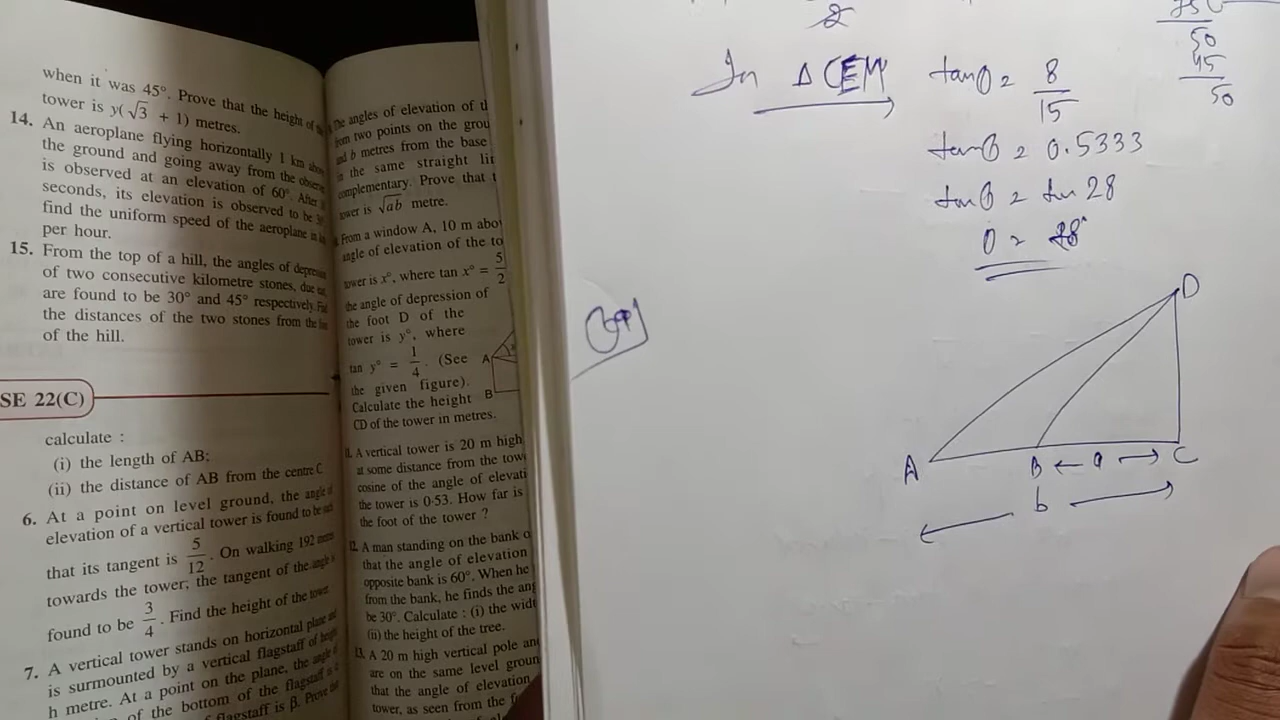 when it was 45°. Prove that the height of
tower is y(√3 + 1) metres.
14. An aeroplane flying horizontally 1 km above
the ground and going away from the observer
is observed at an elevation of 60°. After
seconds, its elevation is observed to be 30°
find the uniform speed of the aeroplane in
per hour.
15. From the top of a hill, the angles of depression
of two consecutive kilometre stones, due east
are found to be 30° and 45° respectively. Find
the distances of the two stones from the foot
of the hill.
SE 22(C)
calculate :
(i) the length of AB;
(ii) the distance of AB from the centre C
6. At a point on level ground, the angle of
elevation of a vertical tower is found to be such
that its tangent is 5/12. On walking 192 metres
towards the tower; the tangent of the angle is
found to be 3/4. Find the height of the tower.
7. A vertical tower stands on horizontal plane and
is surmounted by a vertical flagstaff of height
h metre. At a point on the plane, the angle of
of the bottom of the flagstaff is
flagstaff is β. Prove that
The angles of elevation of
from two points on the
and b metres from the base
in the same straight
complementary. Prove that
tower is √ab metre.
From a window A, 10 m
angle of elevation of the
tower is x°, where tan x° = 5/2
the angle of depression of
the foot D of the
tower is y°, where
tan y° = 1/4. (See
the given figure).
Calculate the height
CD of the tower in metres.
A
B
11. A vertical tower is 20 m high
at some distance from the
cosine of the angle of
the tower is 0·53. How far is
the foot of the tower ?
12. A man standing on the bank
that the angle of elevation
opposite bank is 60°. When he
from the bank, he finds the
be 30°. Calculate : (i) the
(ii) the height of the tree.
13. A 20 m high vertical pole
are on the same level
that the angle of elevation
tower, as seen from the
2
50
45
50
In Δ CEM
tanθ = 8/15
tanθ = 0.5333
tanθ = tan 28
θ = 28°
D
A B ← a → C
b